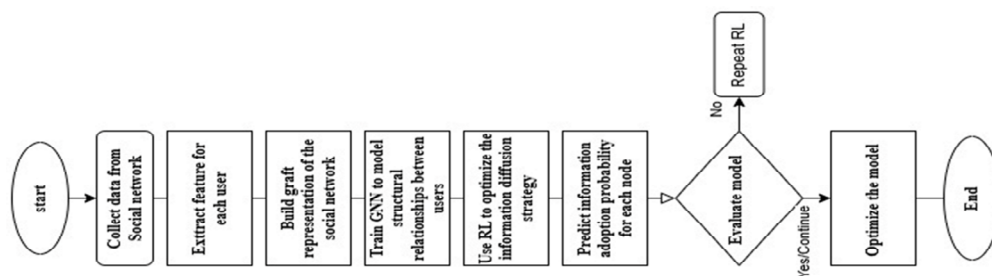 start
Collect data from
Social network
Exttract feature for
each user
Build graft
representation of the
social network
Train GNN to model
structural
relationships between
users
Use RL to optimize the
information diffusion
strategy
Predict information
adoption probability
for each node
Evaluate model
No
Repeat RL
Yes/Continue
Optimize the model
End